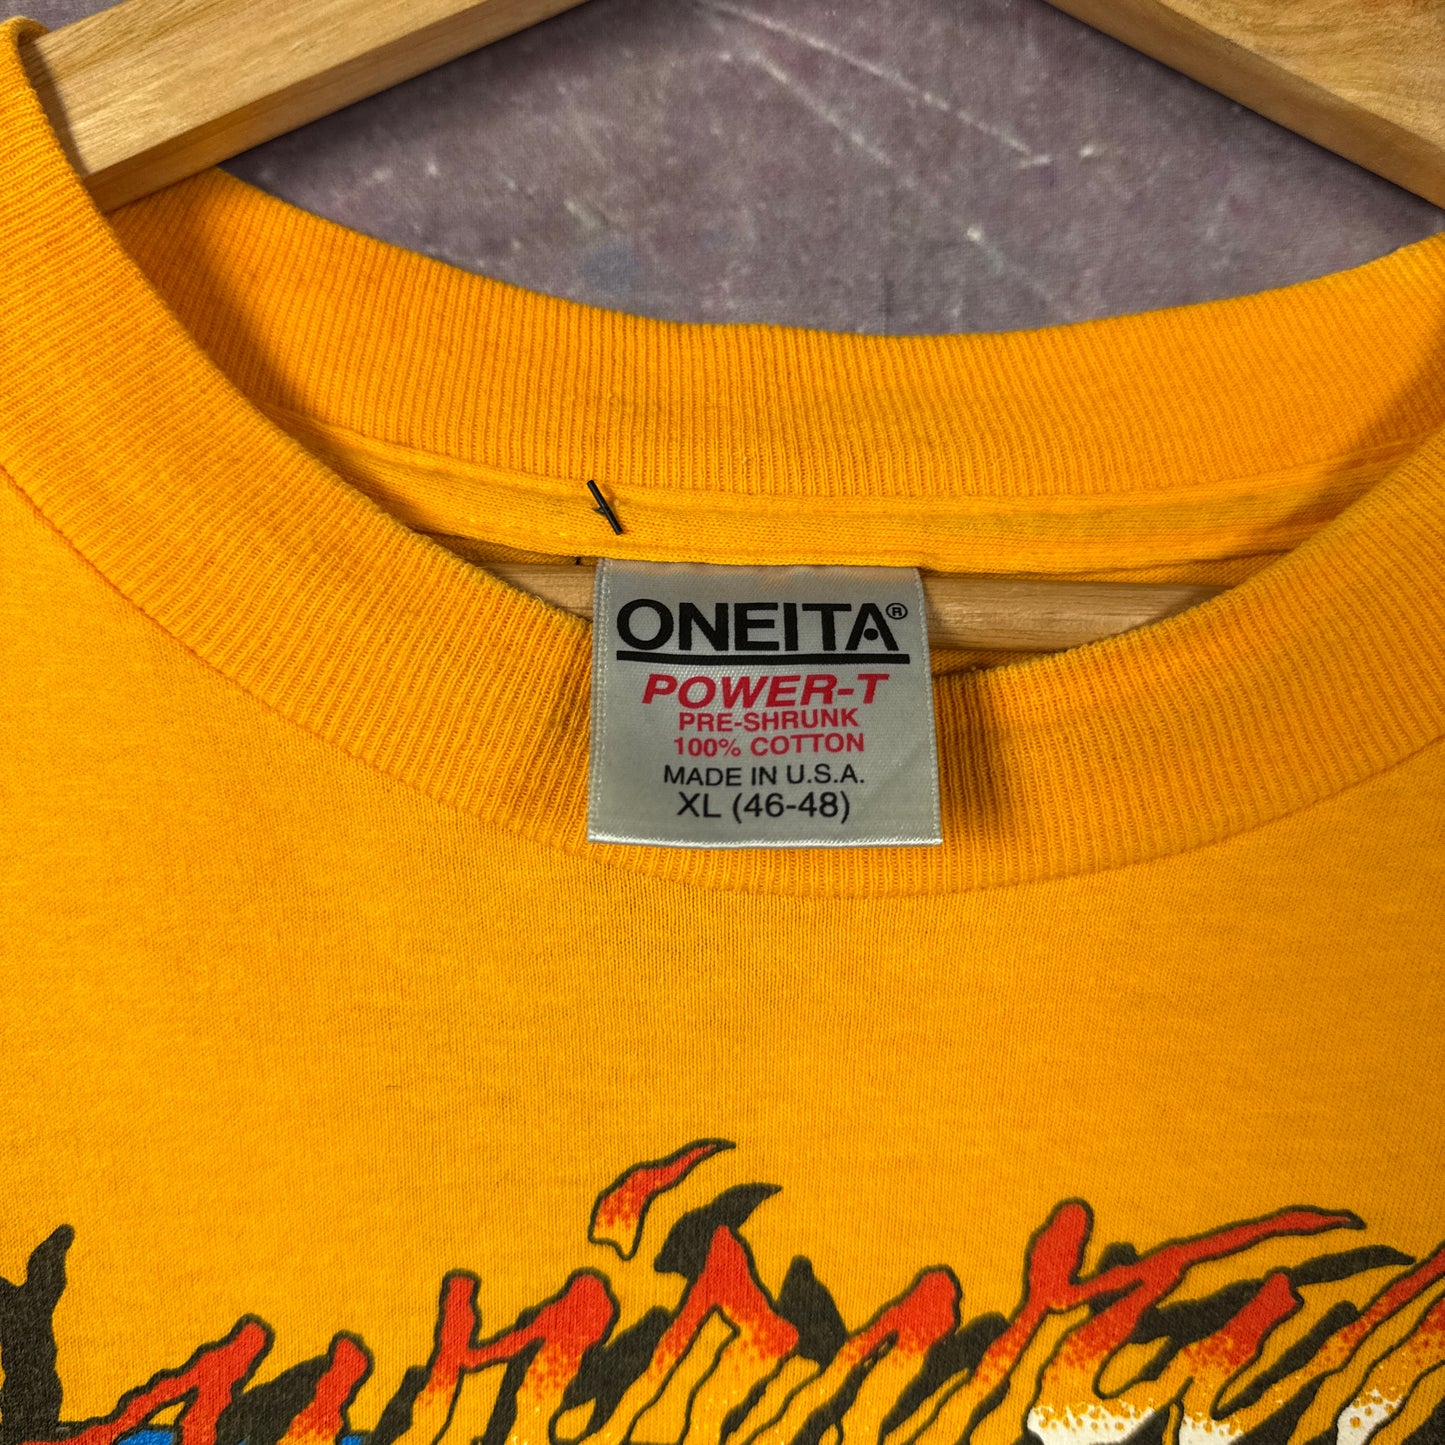 ONEITA®
POWER-T
PRE-SHRUNK
100% COTTON
MADE IN U.S.A.
XL (46-48)